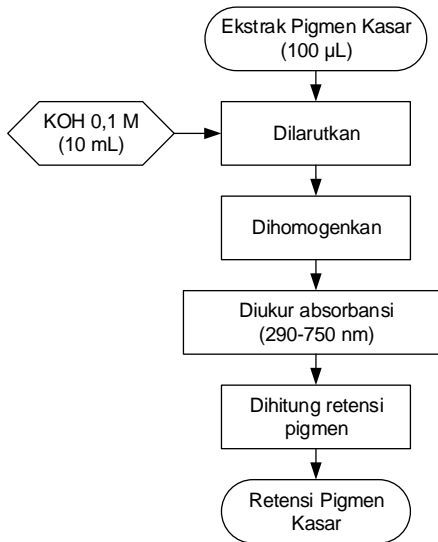 Ekstrak Pigmen Kasar
(100 µL)
KOH 0,1 M
(10 mL)
Dilarutkan
Dihomogenkan
Diukur absorbansi
(290-750 nm)
Dihitung retensi
pigmen
Retensi Pigmen
Kasar